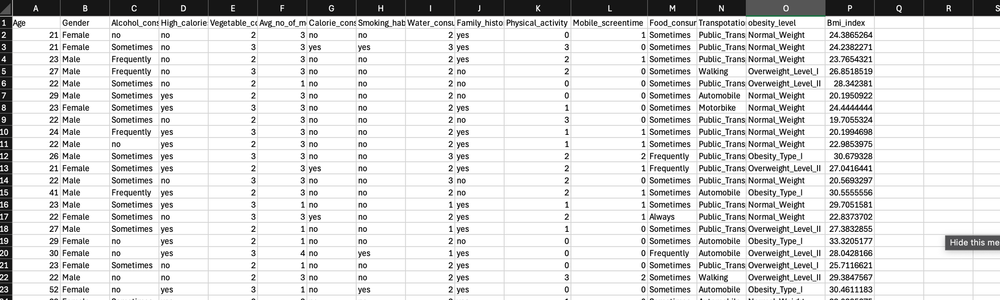 A B C D E F G H I J K L M N O P Q R S
1 Age Gender Alcohol_cons High_calorie Vegetable_co Avg_no_of_m Calorie_cons Smoking_hab Water_consu Family_histo Physical_activity Mobile_screentime Food_consur Transpotatio obesity_level Bmi_index
2 21 Female no no 2 3 no no 2 yes 0 1 Sometimes Public_Trans Normal_Weight 24.3865264
3 21 Female Sometimes no 3 3 yes yes 3 yes 3 0 Sometimes Public_Trans Normal_Weight 24.2382271
4 23 Male Frequently no 2 3 no no 2 yes 2 1 Sometimes Public_Trans Normal_Weight 23.7654321
5 27 Male Frequently no 3 3 no no 2 no 2 0 Sometimes Walking Overweight_Level_I 26.8518519
6 22 Male Sometimes no 2 1 no no 2 no 0 0 Sometimes Public_Trans Overweight_Level_II 28.342381
7 29 Male Sometimes yes 2 3 no no 2 no 0 0 Sometimes Automobile Normal_Weight 20.1950922
8 23 Female Sometimes yes 3 3 no no 2 yes 1 0 Sometimes Motorbike Normal_Weight 24.4444444
9 22 Male Sometimes no 2 3 no no 2 no 3 0 Sometimes Public_Trans Normal_Weight 19.7055324
10 24 Male Frequently yes 3 3 no no 2 yes 1 1 Sometimes Public_Trans Normal_Weight 20.1994698
11 22 Male no yes 2 3 no no 2 yes 1 1 Sometimes Public_Trans Normal_Weight 22.9853975
12 26 Male Sometimes yes 3 3 no no 3 yes 2 2 Frequently Public_Trans Obesity_Type_I 30.679328
13 21 Female Sometimes yes 2 3 yes no 2 yes 2 1 Frequently Public_Trans Overweight_Level_II 27.0416441
14 22 Male Sometimes no 3 3 no no 3 no 2 0 Sometimes Public_Trans Normal_Weight 20.5693297
15 41 Male Frequently yes 2 3 no no 2 no 2 1 Sometimes Automobile Obesity_Type_I 30.5555556
16 23 Male Sometimes yes 3 1 no no 1 yes 1 1 Sometimes Public_Trans Normal_Weight 29.7051581
17 22 Female Sometimes no 3 3 yes no 2 yes 2 1 Always Public_Trans Normal_Weight 22.8373702
18 27 Male Sometimes yes 2 1 no no 1 yes 1 0 Sometimes Public_Trans Overweight_Level_II 27.3832855
19 29 Female no yes 2 1 no no 2 no 0 0 Sometimes Automobile Obesity_Type_I 33.3205177
Hide this me
20 30 Female no yes 3 4 no yes 1 yes 0 0 Frequently Automobile Overweight_Level_II 28.0428166
21 23 Female Sometimes no 2 1 no no 2 yes 0 0 Sometimes Public_Trans Overweight_Level_I 25.7116621
22 22 Male no no 2 3 no no 2 yes 3 2 Sometimes Walking Overweight_Level_II 29.3847567
23 52 Female no yes 3 1 no yes 2 yes 0 0 Sometimes Automobile Obesity_Type_I 30.4611183